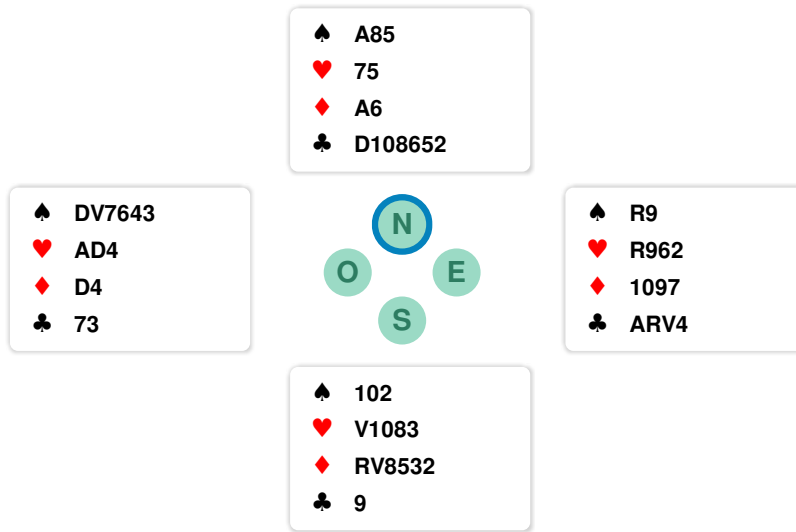 ♠ A85
♥ 75
♦ A6
♣ D108652
♠ DV7643
♥ AD4
♦ D4
♣ 73
N
O E
S
♠ R9
♥ R962
♦ 1097
♣ ARV4
♠ 102
♥ V1083
♦ RV8532
♣ 9